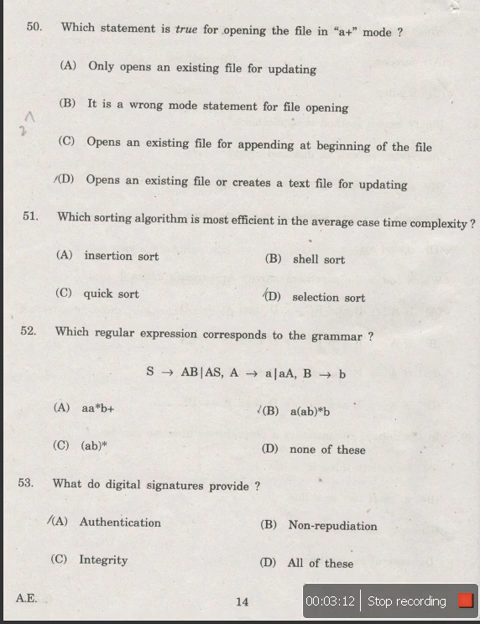 50. Which statement is true for opening the file in "a+" mode ?
(A) Only opens an existing file for updating
(B) It is a wrong mode statement for file opening
(C) Opens an existing file for appending at beginning of the file
(D) Opens an existing file or creates a text file for updating
51. Which sorting algorithm is most efficient in the average case time complexity ?
(A) insertion sort (B) shell sort
(C) quick sort (D) selection sort
52. Which regular expression corresponds to the grammar ?
S → AB|AS, A → a|aA, B → b
(A) aa*b+ (B) a(ab)*b
(C) (ab)* (D) none of these
53. What do digital signatures provide ?
(A) Authentication (B) Non-repudiation
(C) Integrity (D) All of these
A.E. 14 00:03:12 Stop recording